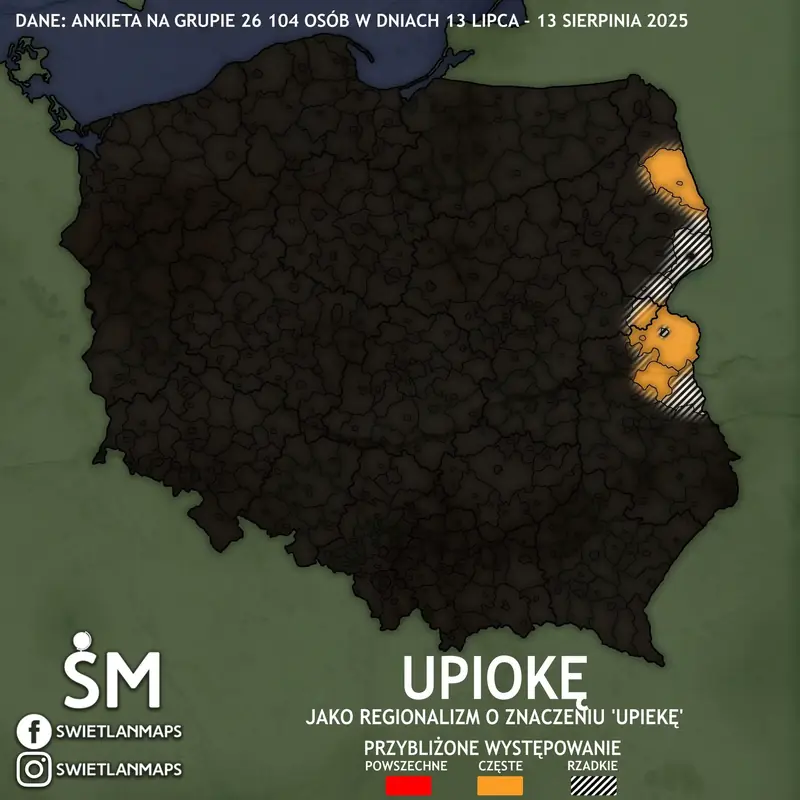 DANE: ANKIETA NA GRUPIE 26 104 OSÓB W DNIACH 13 LIPCA - 13 SIERPINIA 2025
ŚM
SWIETLANMAPS
SWIETLANMAPS
UPIOKĘ
JAKO REGIONALIZM O ZNACZENIU 'UPIEKĘ'
PRZYBLIŻONE WYSTĘPOWANIE
POWSZECHNE CZĘSTE RZADKIE